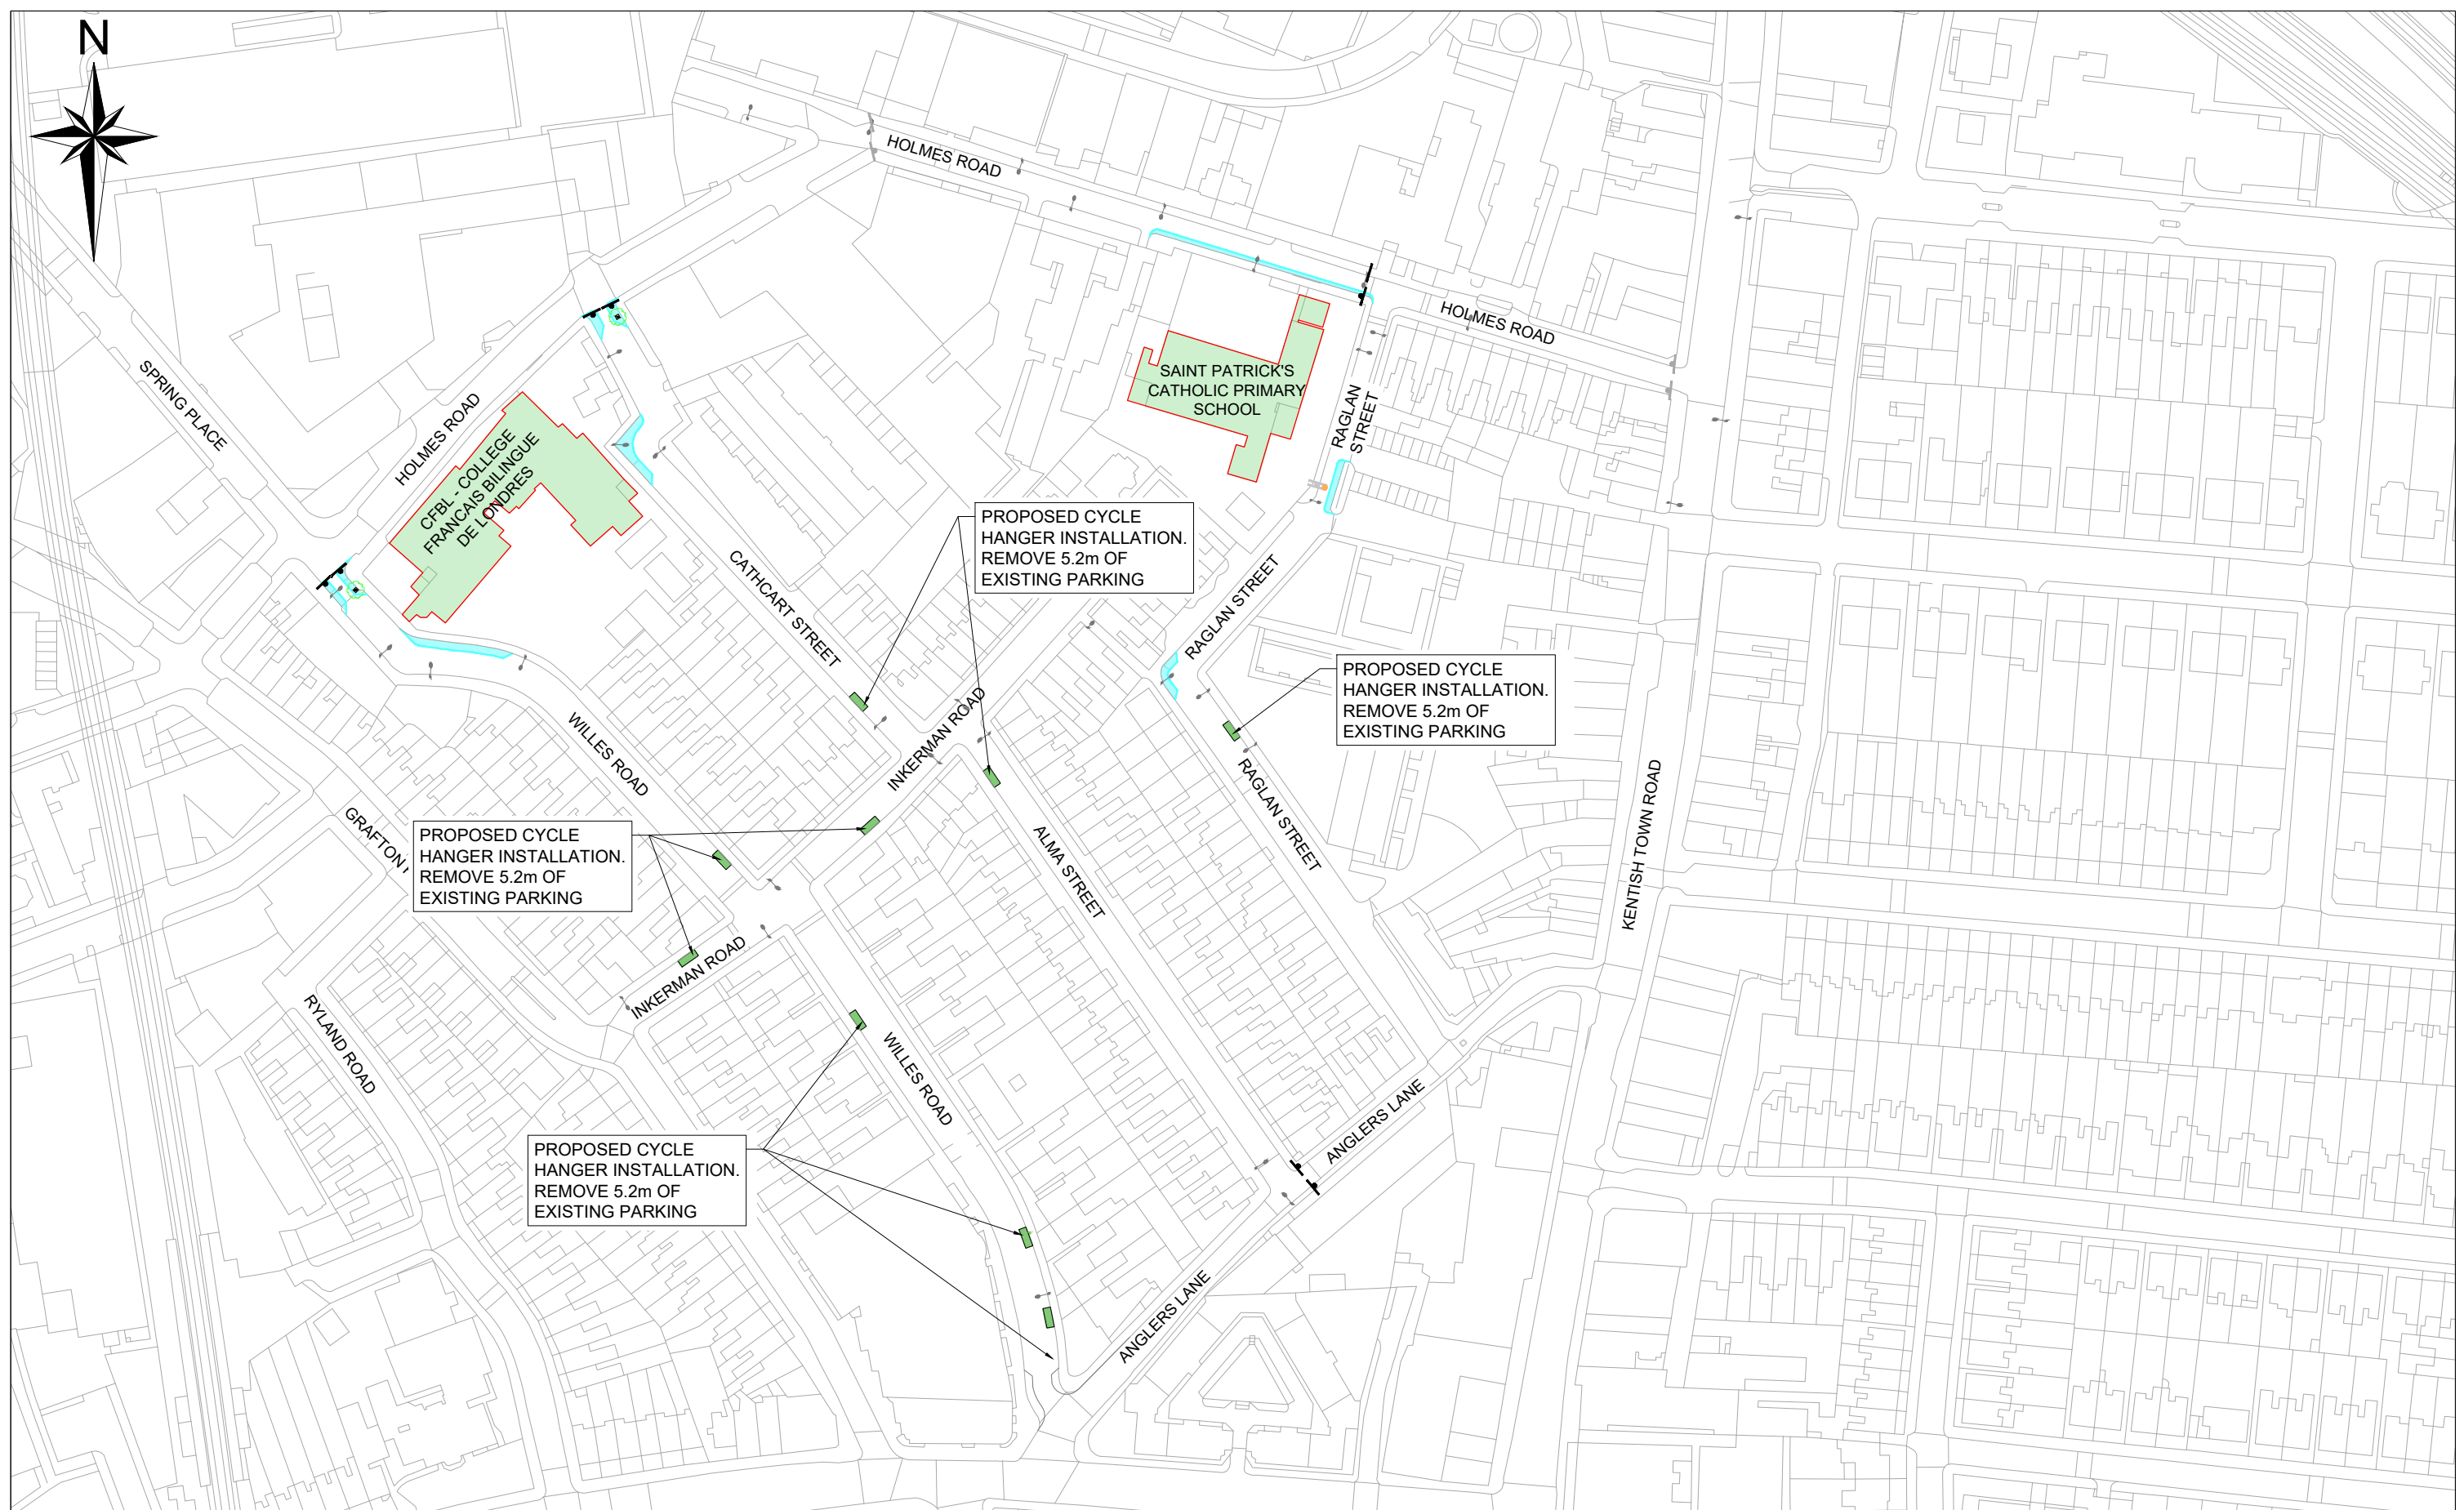 N
HOLMES ROAD
HOLMES ROAD
SPRING PLACE
HOLMES ROAD
CFBL - COLLEGE
FRANCAIS BILINGUE
DE LONDRES
SAINT PATRICK'S
CATHOLIC PRIMARY
SCHOOL
RAGLAN
STREET
PROPOSED CYCLE
HANGER INSTALLATION.
REMOVE 5.2m OF
EXISTING PARKING
CATHCART STREET
RAGLAN STREET
PROPOSED CYCLE
HANGER INSTALLATION.
REMOVE 5.2m OF
EXISTING PARKING
WILLES ROAD
INKERMAN ROAD
RAGLAN STREET
KENTISH TOWN ROAD
GRAFTON
PROPOSED CYCLE
HANGER INSTALLATION.
REMOVE 5.2m OF
EXISTING PARKING
ALMA STREET
INKERMAN ROAD
RYLAND ROAD
WILLES ROAD
ANGLERS LANE
PROPOSED CYCLE
HANGER INSTALLATION.
REMOVE 5.2m OF
EXISTING PARKING
ANGLERS LANE